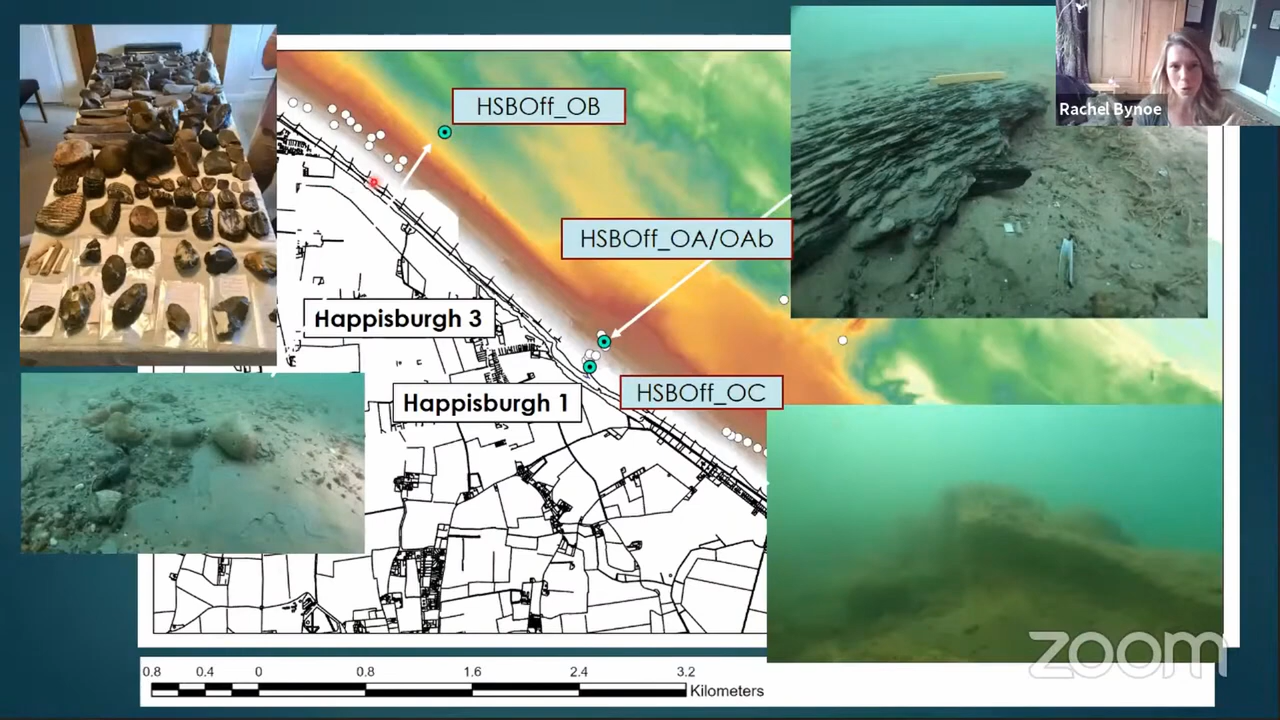 Rachel Bynoe
HSBOff_OB
HSBOff_OA/OAb
Happisburgh 3
HSBOff_OC
Happisburgh 1
zoom
0.8 0.4 0 0.8 1.6 2.4 3.2
Kilometers